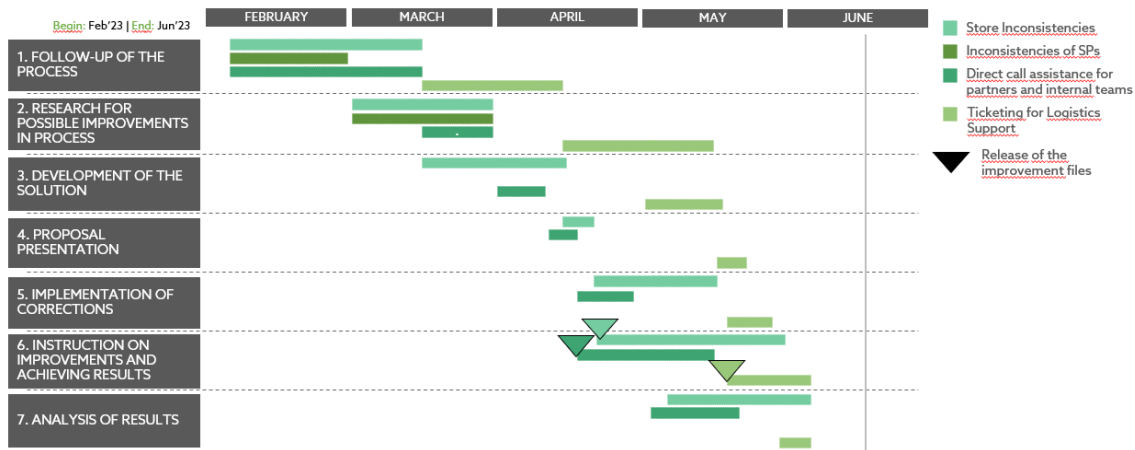 Begin: Feb'23 | End: Jun'23
FEBRUARY
MARCH
APRIL
MAY
JUNE
1. FOLLOW-UP OF THE
PROCESS
2. RESEARCH FOR
POSSIBLE IMPROVEMENTS
IN PROCESS
3. DEVELOPMENT OF THE
SOLUTION
4. PROPOSAL
PRESENTATION
5. IMPLEMENTATION OF
CORRECTIONS
6. INSTRUCTION ON
IMPROVEMENTS AND
ACHIEVING RESULTS
7. ANALYSIS OF RESULTS
Store Inconsistencies
Inconsistencies of SPs
Direct call assistance for
partners and internal teams
Ticketing for Logistics
Support
Release of the
improvement files